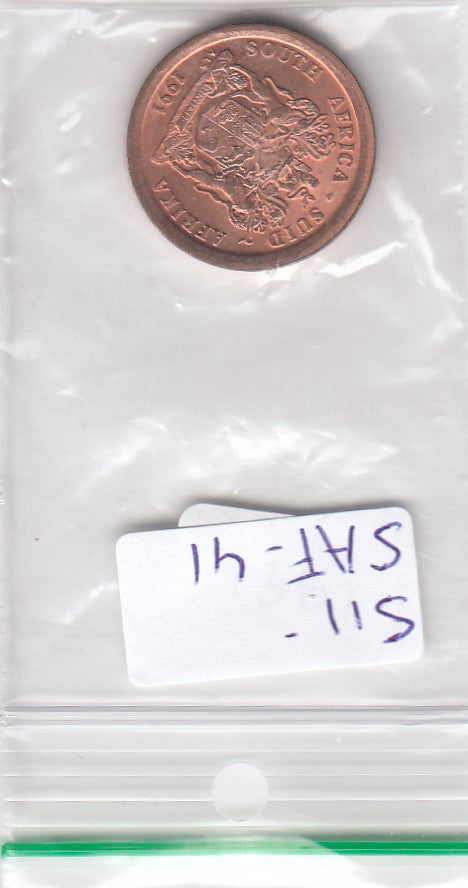 1991 SOUTH AFRICA • SUID ~ AFRIKA
S11 -
SAF-41